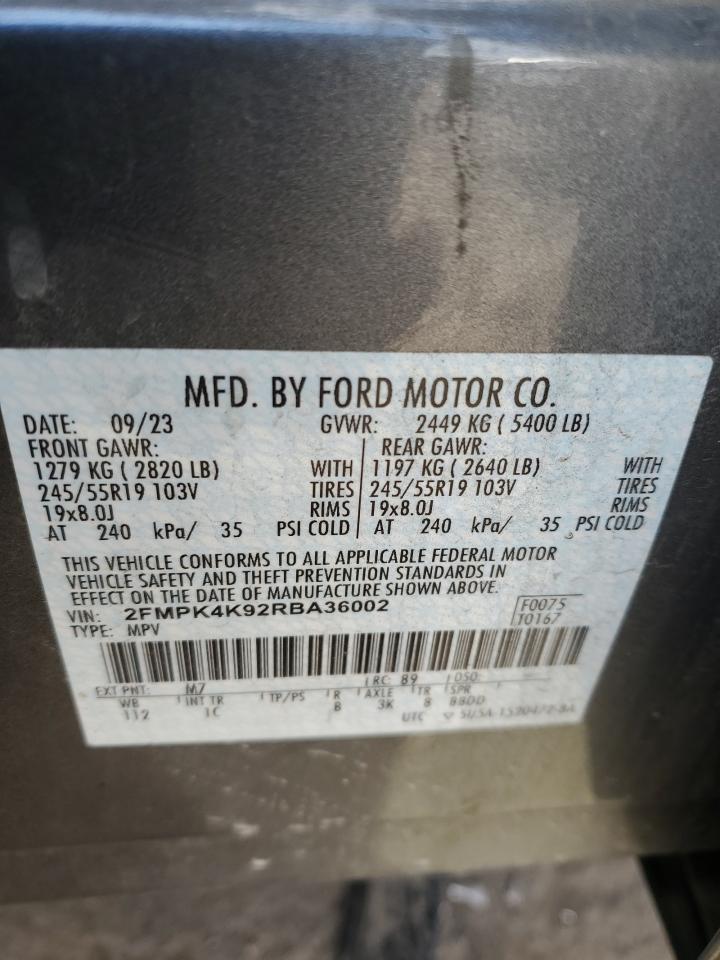 MFD. BY FORD MOTOR CO.
DATE: 09/23 GVWR: 2449 KG ( 5400 LB)
FRONT GAWR: REAR GAWR:
1279 KG ( 2820 LB) WITH 1197 KG ( 2640 LB) WITH
245/55R19 103V TIRES 245/55R19 103V TIRES
19x8.0J RIMS 19x8.0J RIMS
AT 240 kPa/ 35 PSI COLD AT 240 kPa/ 35 PSI COLD
THIS VEHICLE CONFORMS TO ALL APPLICABLE FEDERAL MOTOR
VEHICLE SAFETY AND THEFT PREVENTION STANDARDS IN
EFFECT ON THE DATE OF MANUFACTURE SHOWN ABOVE.
VIN: 2FMPK4K92RBA36002 F0075
TYPE: MPV T0167
EXT PNT: M7 RC: 89 DSO:
WB INT TR TP/PS R AXLE TR SPR
112 1C B 3K 8 BBDD
UTC